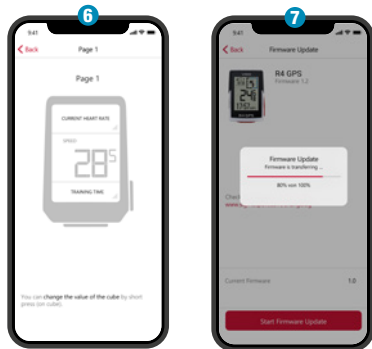 6
9:41
Back
Page 1
Page 1
CURRENT HEART RATE
SPEED
28 5
TRAINING TIME
You can change the value of the cube by short
press (on cube).
7
9:41
Back
Firmware Update
R4 GPS
Firmware 1.2
Firmware Update
Firmware is transferring ...
80% von 100%
Check
Current Firmware
1.0
Start Firmware Update